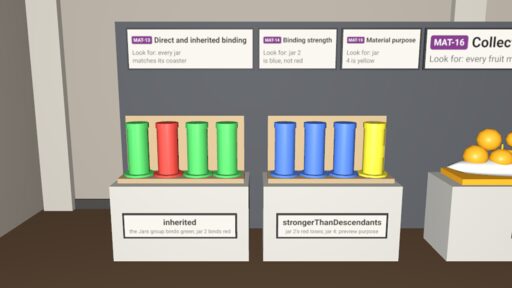 MAT-13 Direct and inherited binding
Look for: every jar
matches its coaster
MAT-14 Binding strength
Look for: jar 2
is blue, not red
MAT-15 Material purpose
Look for: jar
4 is yellow
MAT-16 Collec
Look for: every fruit m
inherited
the Jars group binds green, jar 2 binds red
strongerThanDescendants
jar 2's red loses, jar 4: preview purpose